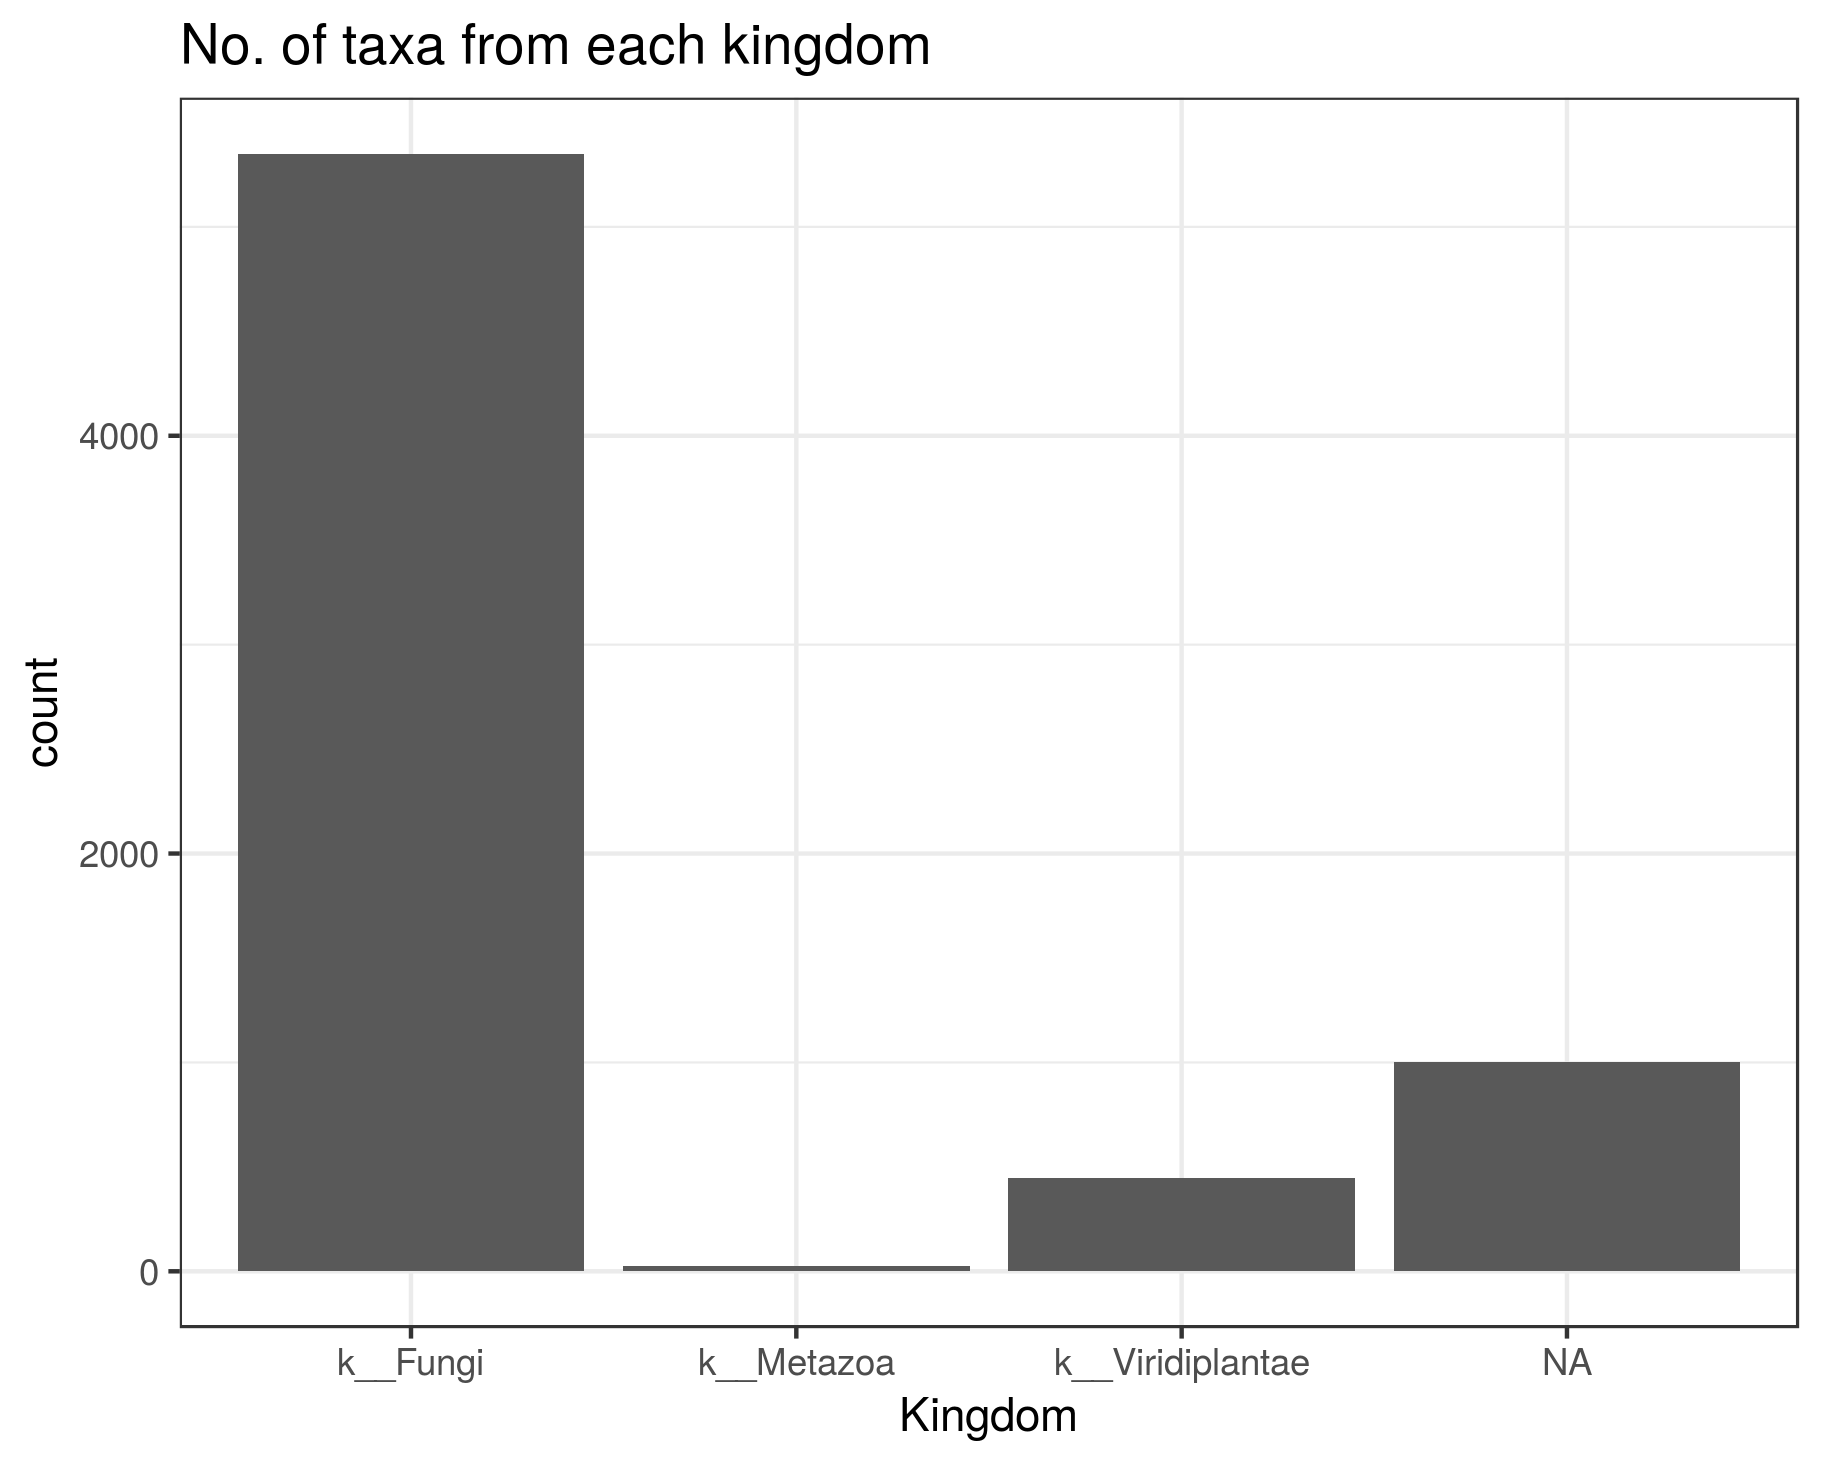 No. of taxa from each kingdom
count
4000
2000
0
k__Fungi
k__Metazoa
k__Viridiplantae
NA
Kingdom